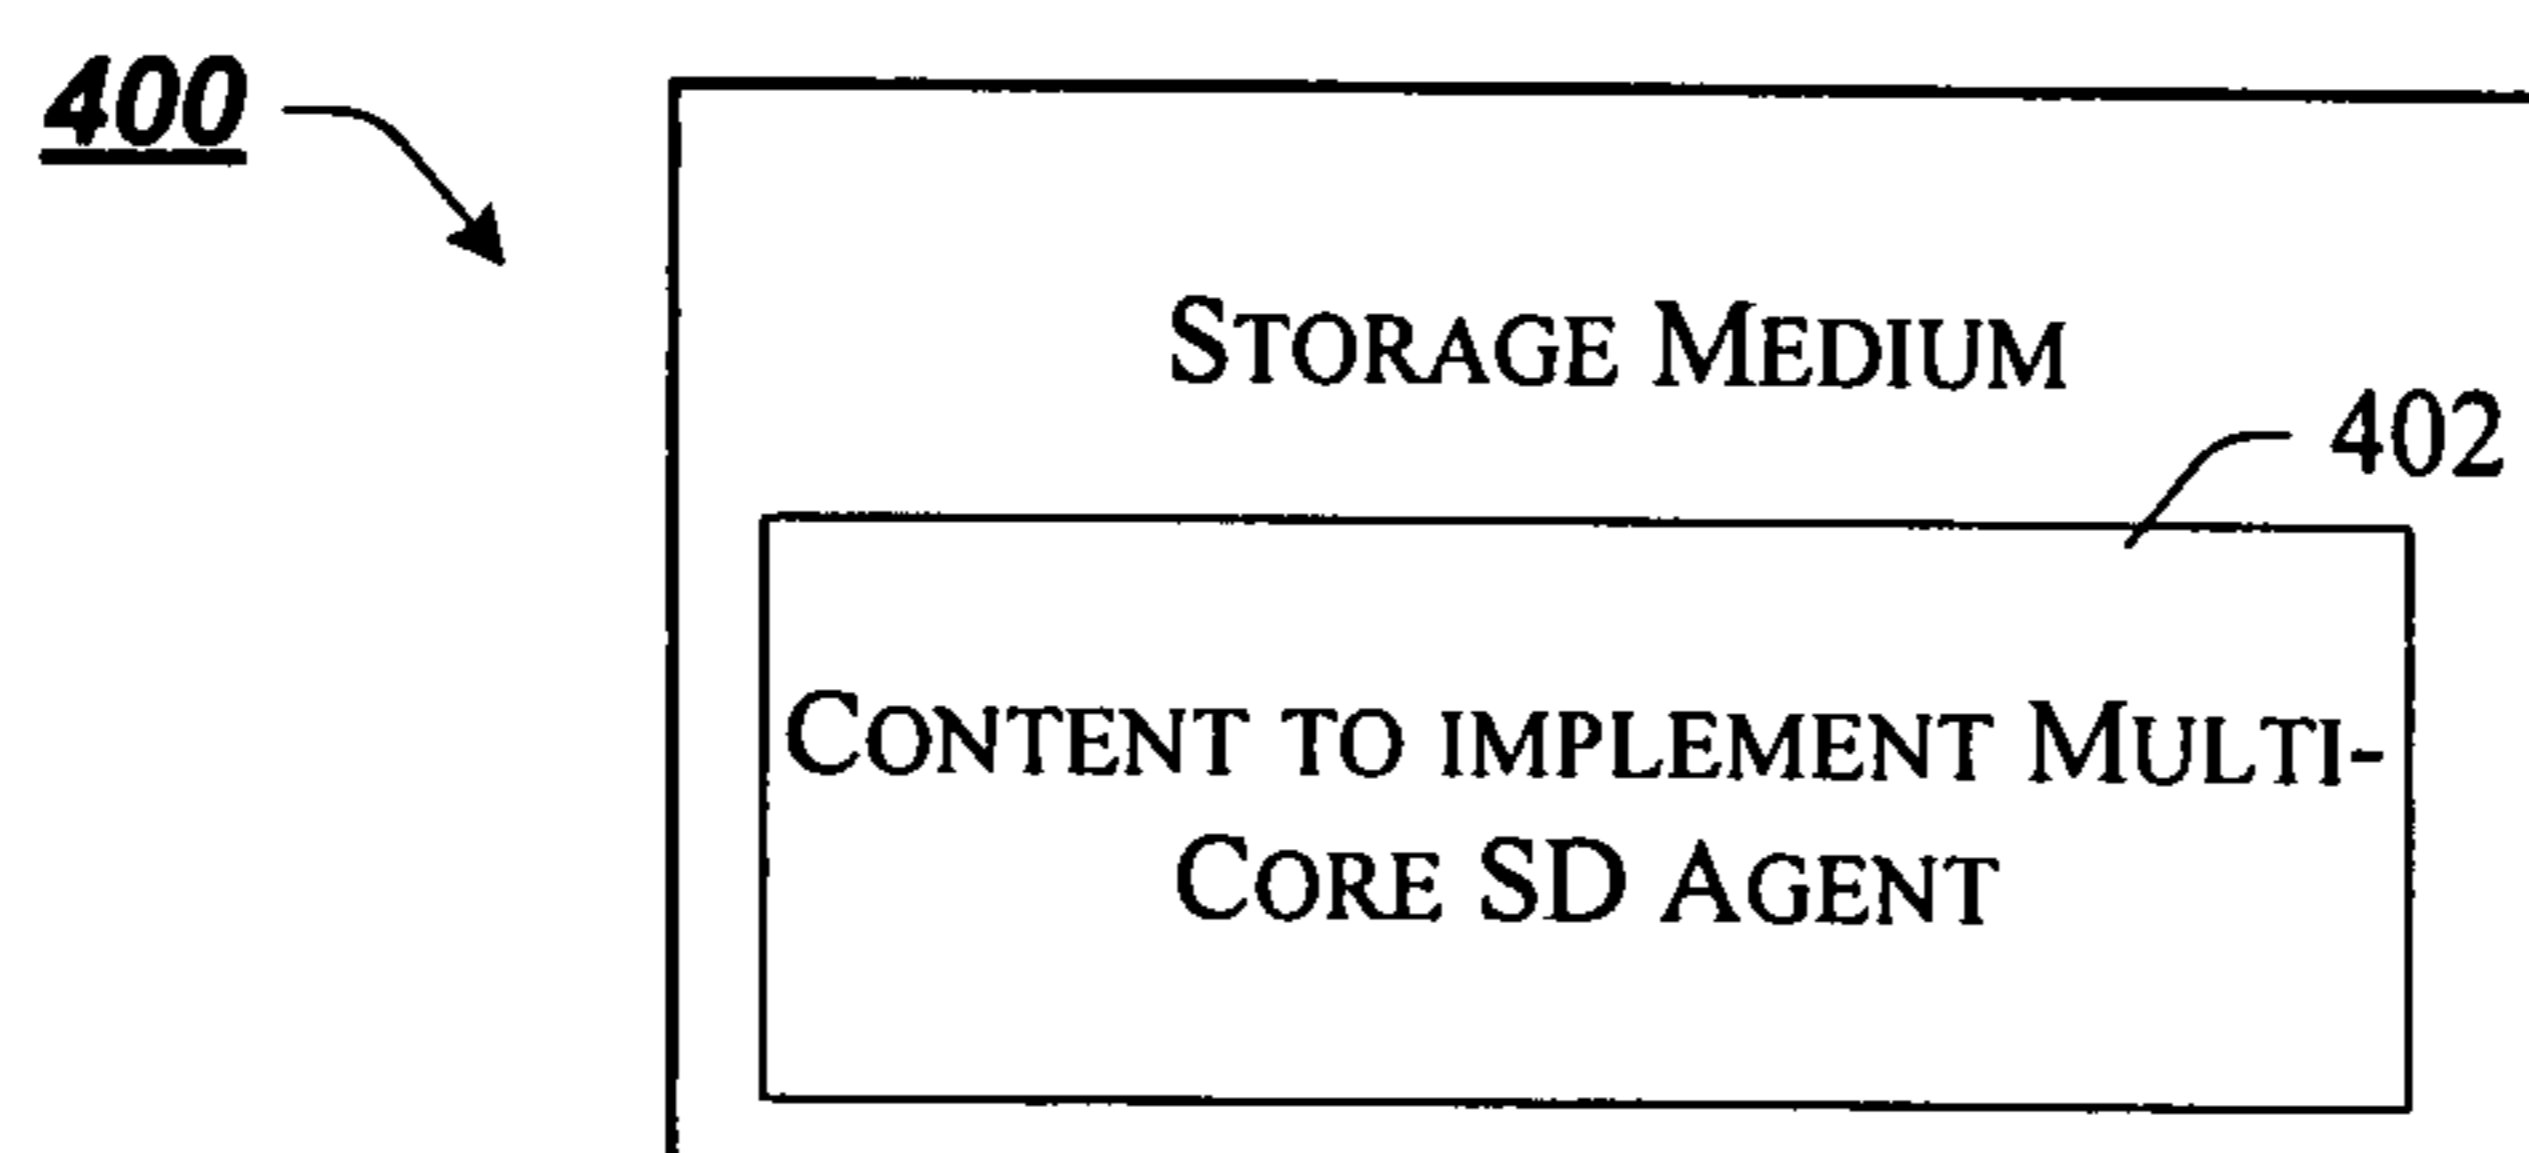 400
STORAGE MEDIUM
402
CONTENT TO IMPLEMENT MULTI-
CORE SD AGENT